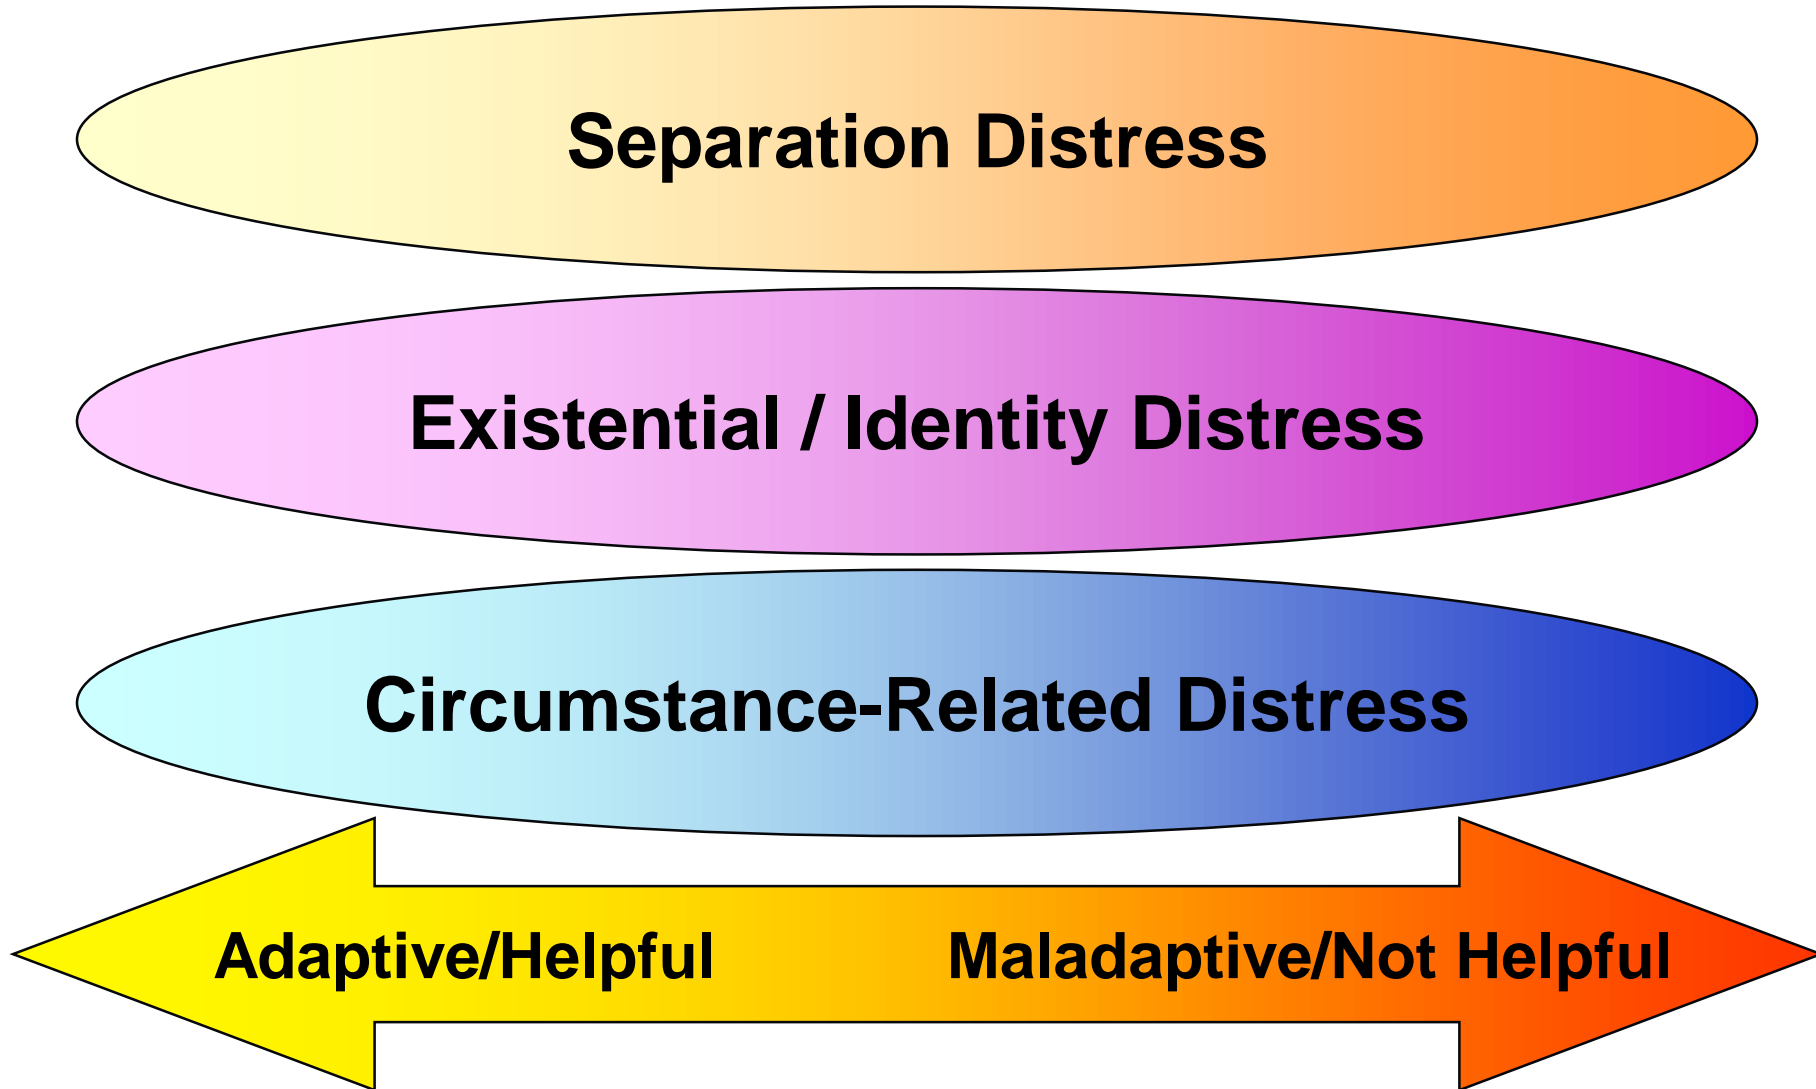 Separation Distress
Existential / Identity Distress
Circumstance-Related Distress
Adaptive/Helpful
Maladaptive/Not Helpful